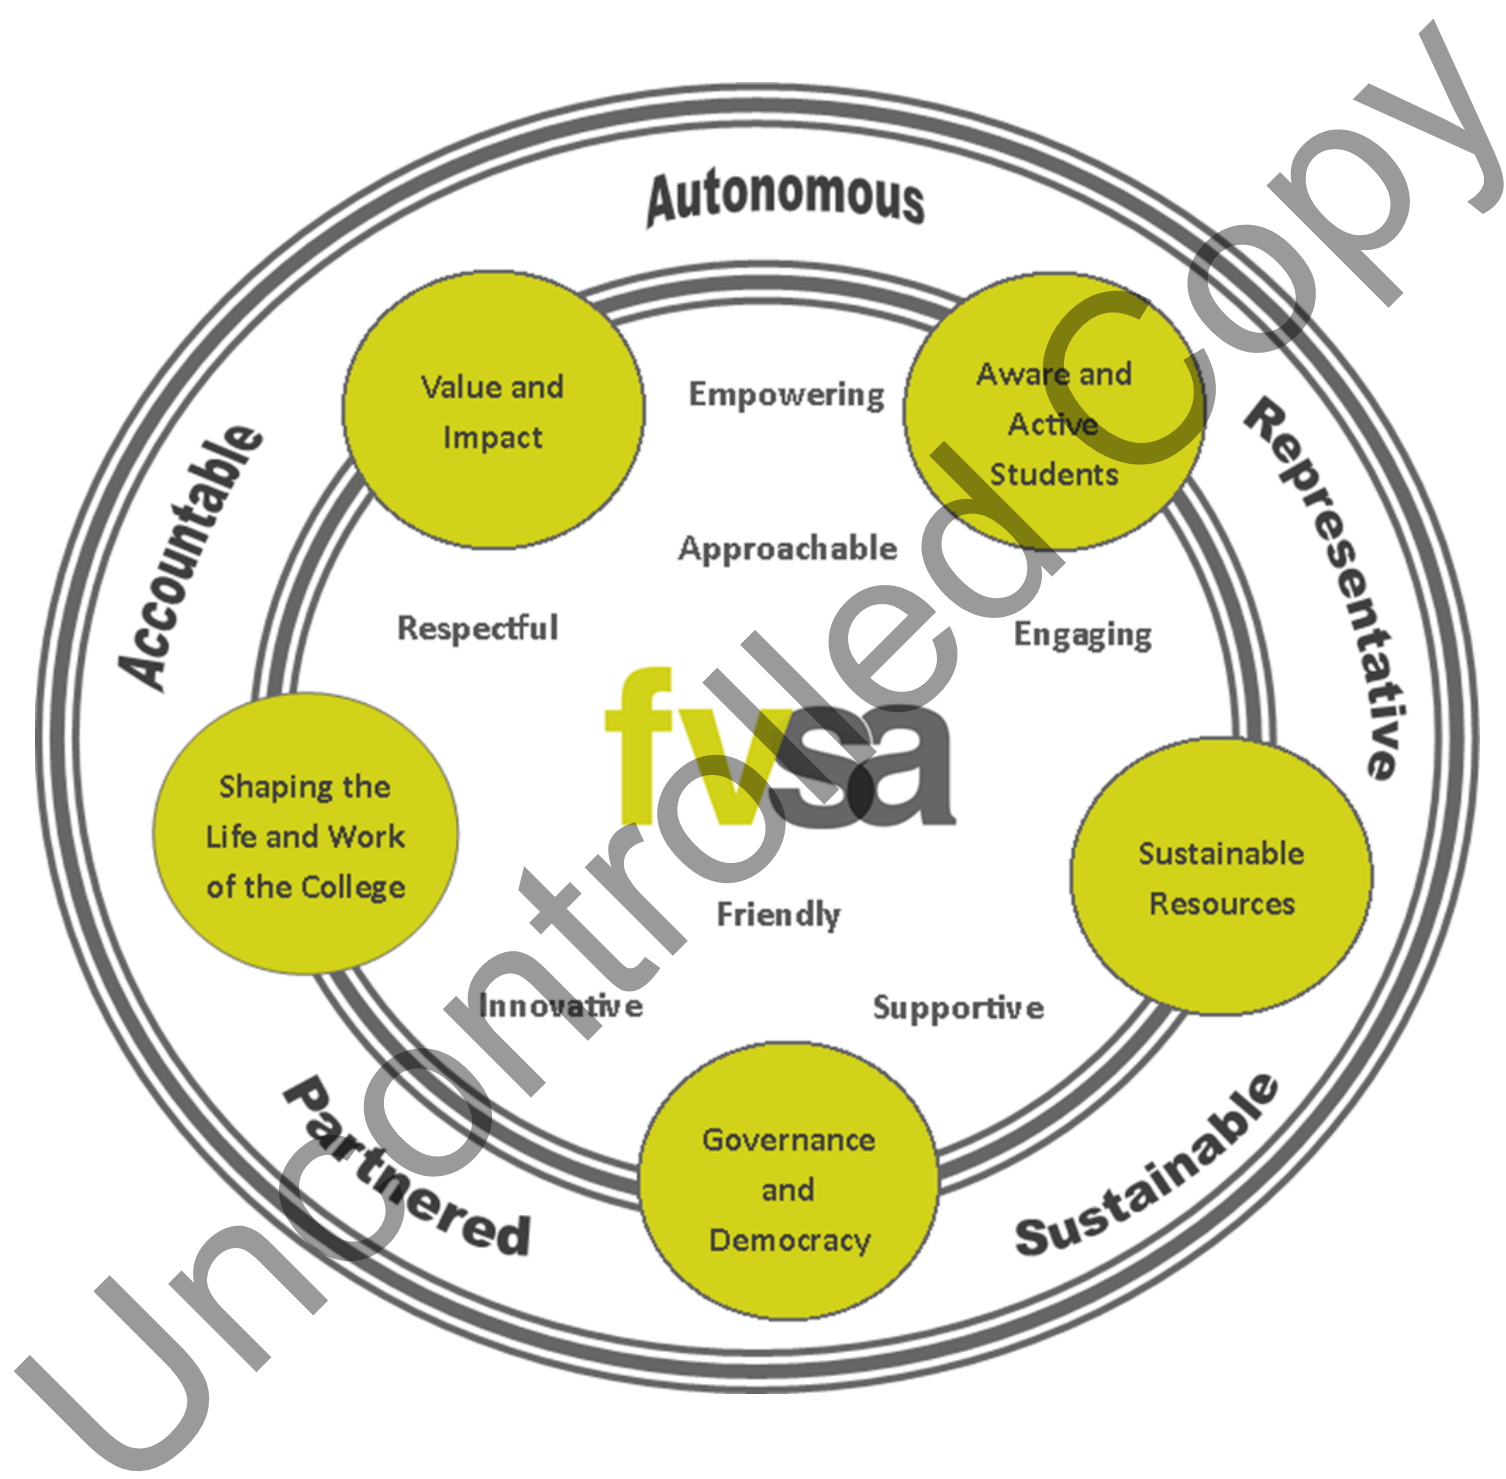 Autonomous
Value and
Impact
Empowering
Aware and
Active
Students
Accountable
Representative
Approachable
Respectful
Engaging
fvsa
Shaping the
Life and Work
of the College
Sustainable
Resources
Friendly
Innovative
Supportive
Partnered
Governance
and
Democracy
Sustainable
Uncontrolled Copy